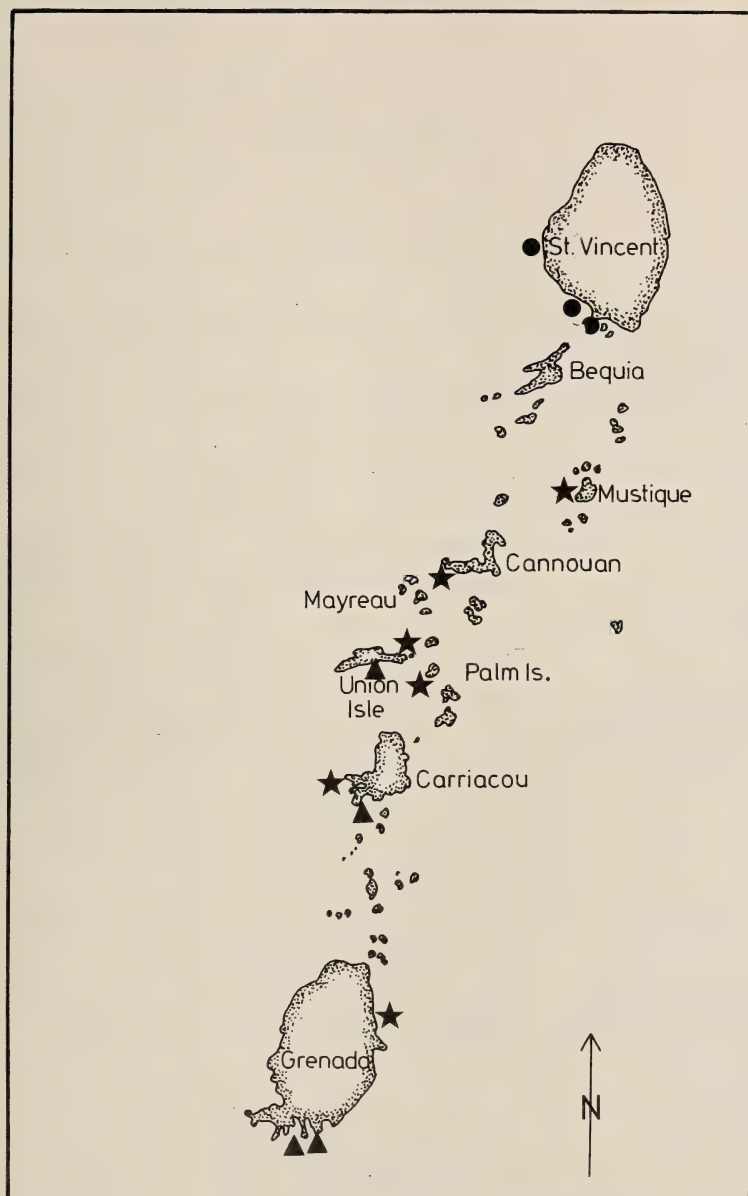 St. Vincent
Bequia
Mustique
Cannouan
Mayreau
Palm Is.
Union
Isle
Carriacou
Grenada
N